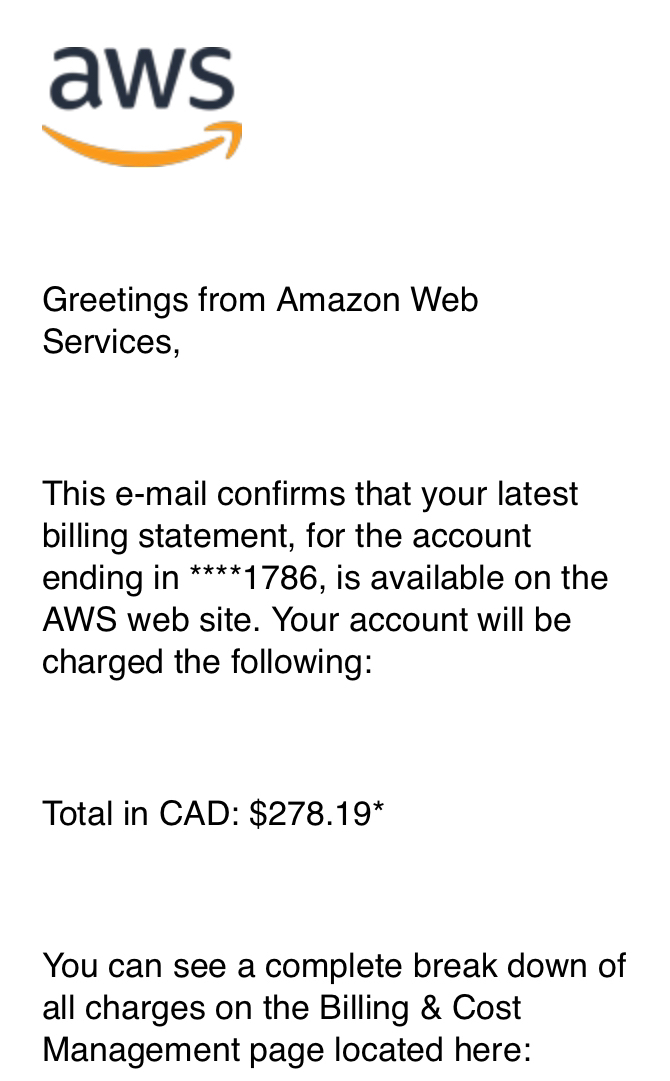 aws
Greetings from Amazon Web
Services,
This e-mail confirms that your latest
billing statement, for the account
ending in ****1786, is available on the
AWS web site. Your account will be
charged the following:
Total in CAD: $278.19*
You can see a complete break down of
all charges on the Billing & Cost
Management page located here: